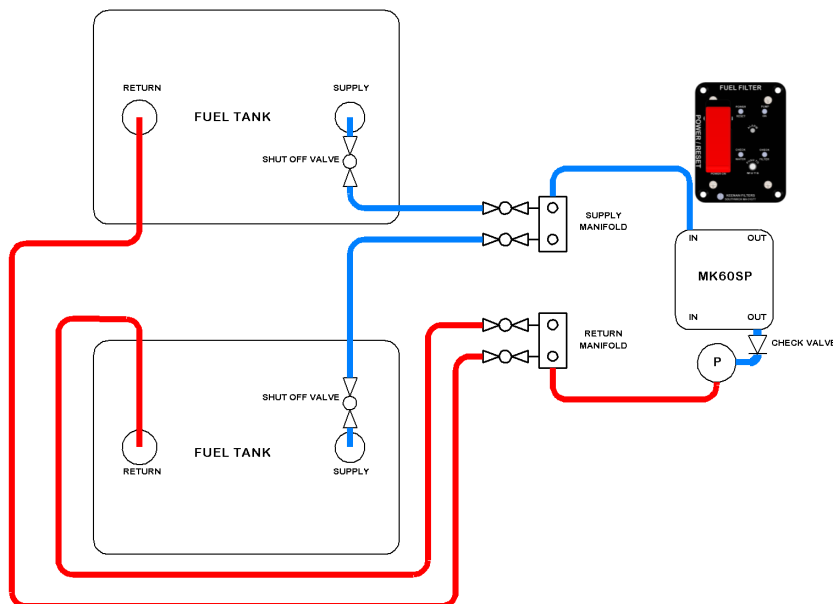 RETURN
SUPPLY
FUEL TANK
SHUT OFF VALVE
FUEL FILTER
POWER / RESET
SUPPLY
MANIFOLD
IN
OUT
MK60SP
IN
OUT
RETURN
MANIFOLD
CHECK VALVE
P
SHUT OFF VALVE
FUEL TANK
RETURN
SUPPLY